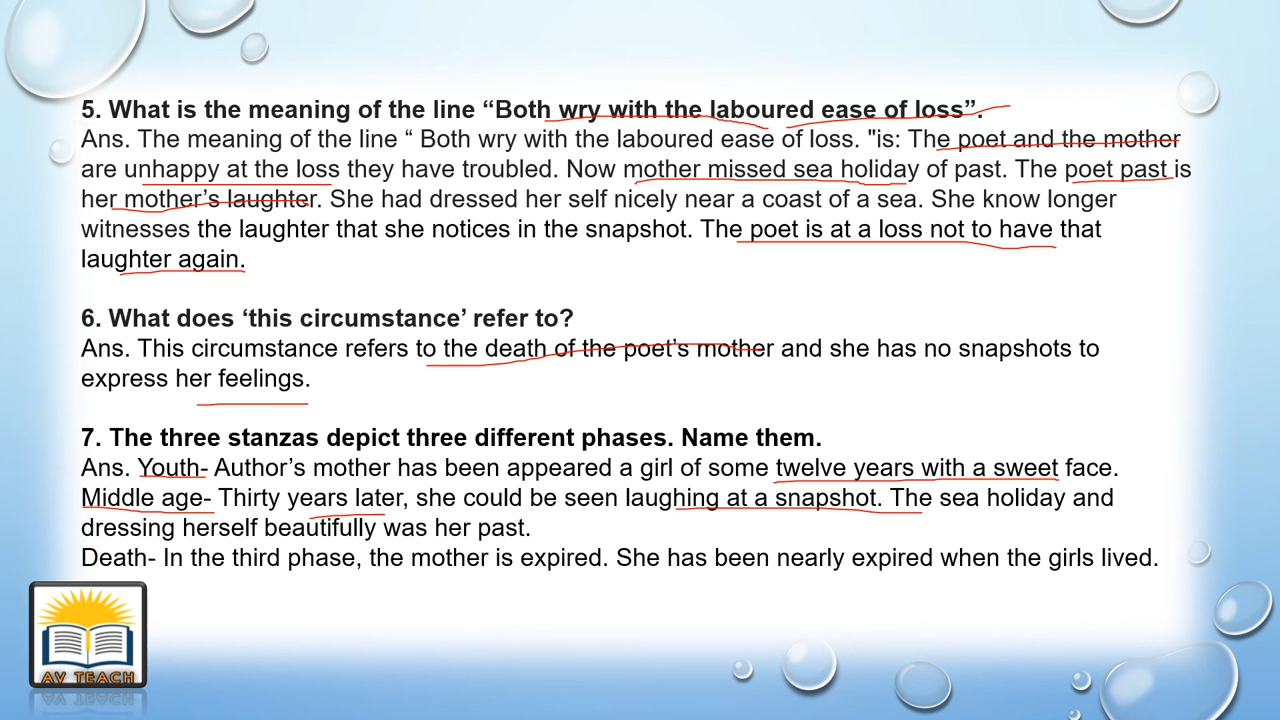 5. What is the meaning of the line “Both wry with the laboured ease of loss”.
Ans. The meaning of the line “ Both wry with the laboured ease of loss. "is: The poet and the mother
are unhappy at the loss they have troubled. Now mother missed sea holiday of past. The poet past is
her mother’s laughter. She had dressed her self nicely near a coast of a sea. She know longer
witnesses the laughter that she notices in the snapshot. The poet is at a loss not to have that
laughter again.
6. What does ‘this circumstance’ refer to?
Ans. This circumstance refers to the death of the poet’s mother and she has no snapshots to
express her feelings.
7. The three stanzas depict three different phases. Name them.
Ans. Youth- Author’s mother has been appeared a girl of some twelve years with a sweet face.
Middle age- Thirty years later, she could be seen laughing at a snapshot. The sea holiday and
dressing herself beautifully was her past.
Death- In the third phase, the mother is expired. She has been nearly expired when the girls lived.
AV TEACH